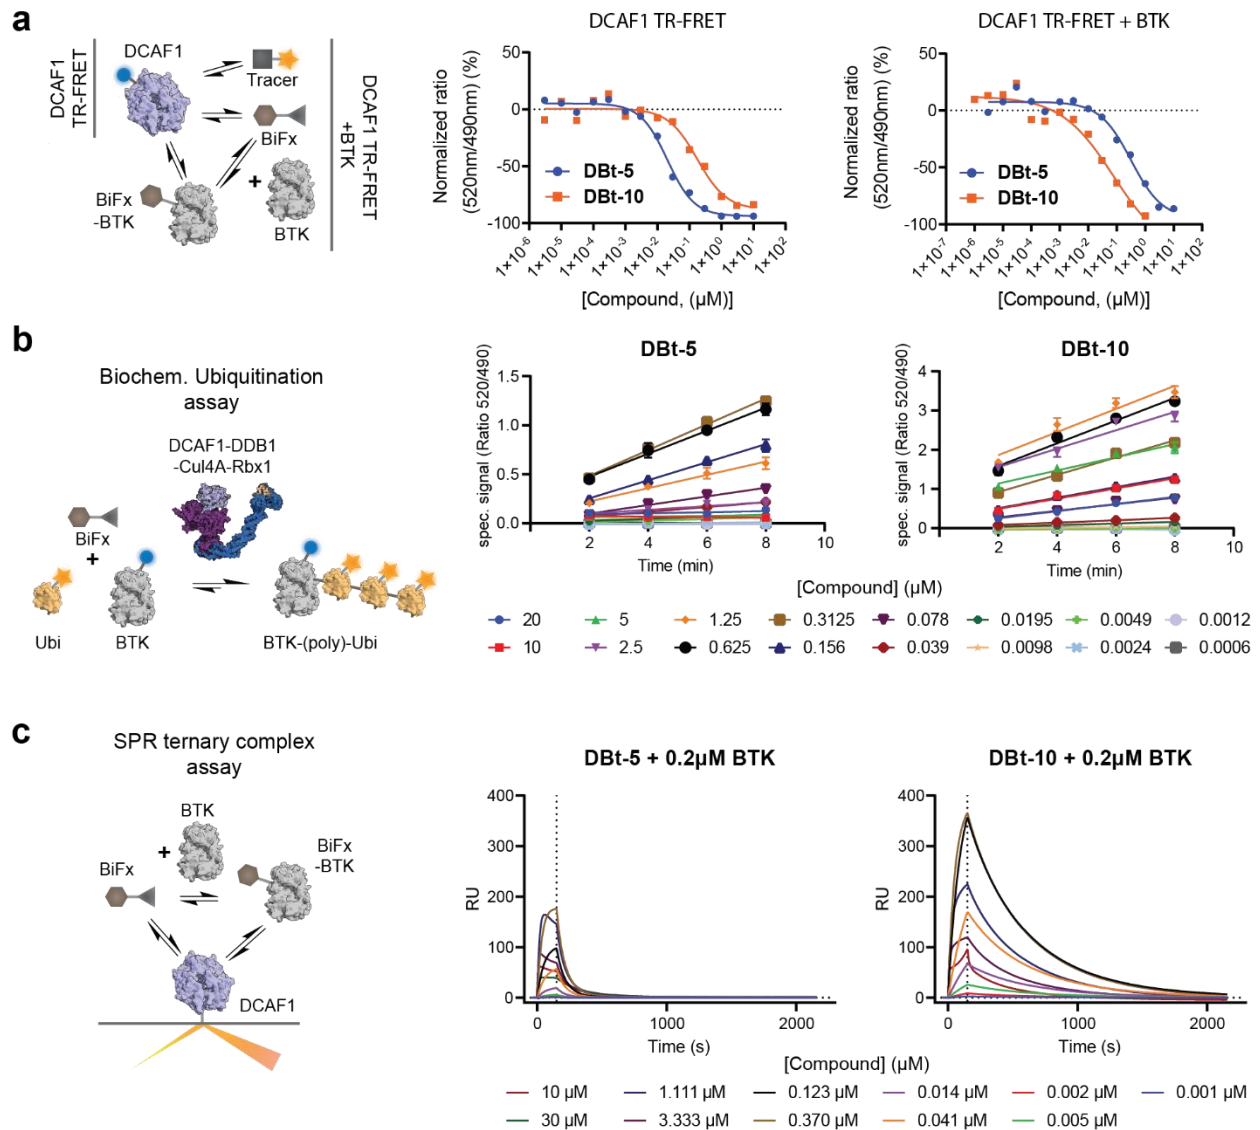 a
DCAF1
TR-FRET
DCAF1
Tracer
BiFx
BiFx
-BTK
+
BTK
DCAF1 TR-FRET
+BTK
DCAF1 TR-FRET
Normalized ratio
(520nm/490nm) (%)
50
0
-50
-100
DBt-5
DBt-10
1×10⁻⁶
1×10⁻⁵
1×10⁻⁴
1×10⁻³
1×10⁻²
1×10⁻¹
1×10⁰
1×10¹
1×10²
[Compound, (μM)]
DCAF1 TR-FRET + BTK
Normalized ratio
(520nm/490nm) (%)
50
0
-50
-100
DBt-5
DBt-10
1×10⁻⁷
1×10⁻⁶
1×10⁻⁵
1×10⁻⁴
1×10⁻³
1×10⁻²
1×10⁻¹
1×10⁰
1×10¹
1×10²
[Compound, (μM)]
b
Biochem. Ubiquitination
assay
DCAF1-DDB1
-Cul4A-Rbx1
BiFx
+
Ubi
BTK
BTK-(poly)-Ubi
DBt-5
spec. signal (Ratio 520/490)
1.5
1.0
0.5
0.0
2 4 6 8 10
Time (min)
DBt-10
spec. signal (Ratio 520/490)
4
3
2
1
0
2 4 6 8 10
Time (min)
[Compound] (μM)
20 5 1.25 0.3125 0.078 0.0195 0.0049 0.0012
10 2.5 0.625 0.156 0.039 0.0098 0.0024 0.0006
c
SPR ternary complex
assay
BTK
+
BiFx
BiFx
-BTK
DCAF1
DBt-5 + 0.2μM BTK
RU
400
300
200
100
0
0 1000 2000
Time (s)
DBt-10 + 0.2μM BTK
RU
400
300
200
100
0
0 1000 2000
Time (s)
[Compound] (μM)
10 μM 1.111 μM 0.123 μM 0.014 μM 0.002 μM 0.001 μM
30 μM 3.333 μM 0.370 μM 0.041 μM 0.005 μM